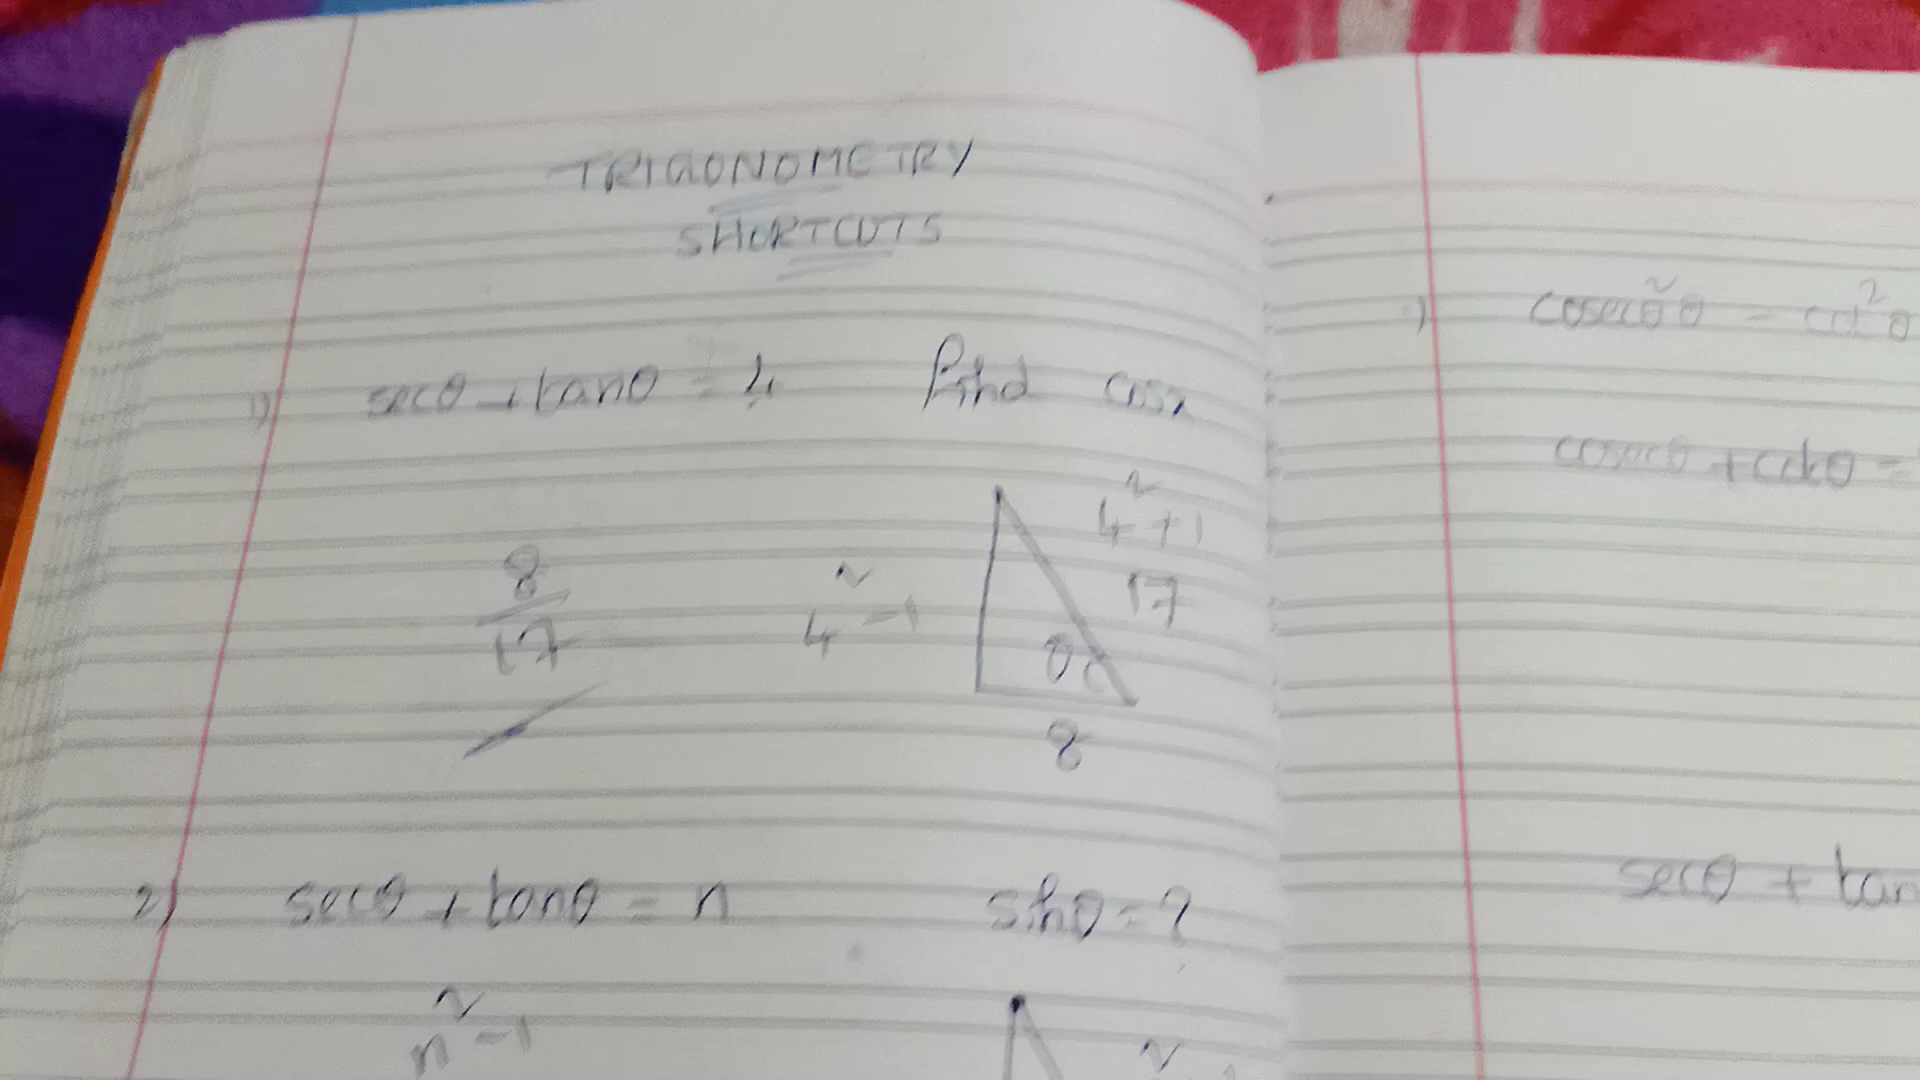 TRIGONOMETRY
SHORTCUTS
1) secθ + tanθ = 4 Find cosx
4²+1
8/17 4²-1 17
θ
8
2) secθ + tanθ = n sinθ = ?
n²-1
1) cosec²θ - cot²θ
cosecθ + cotθ =
secθ + tan